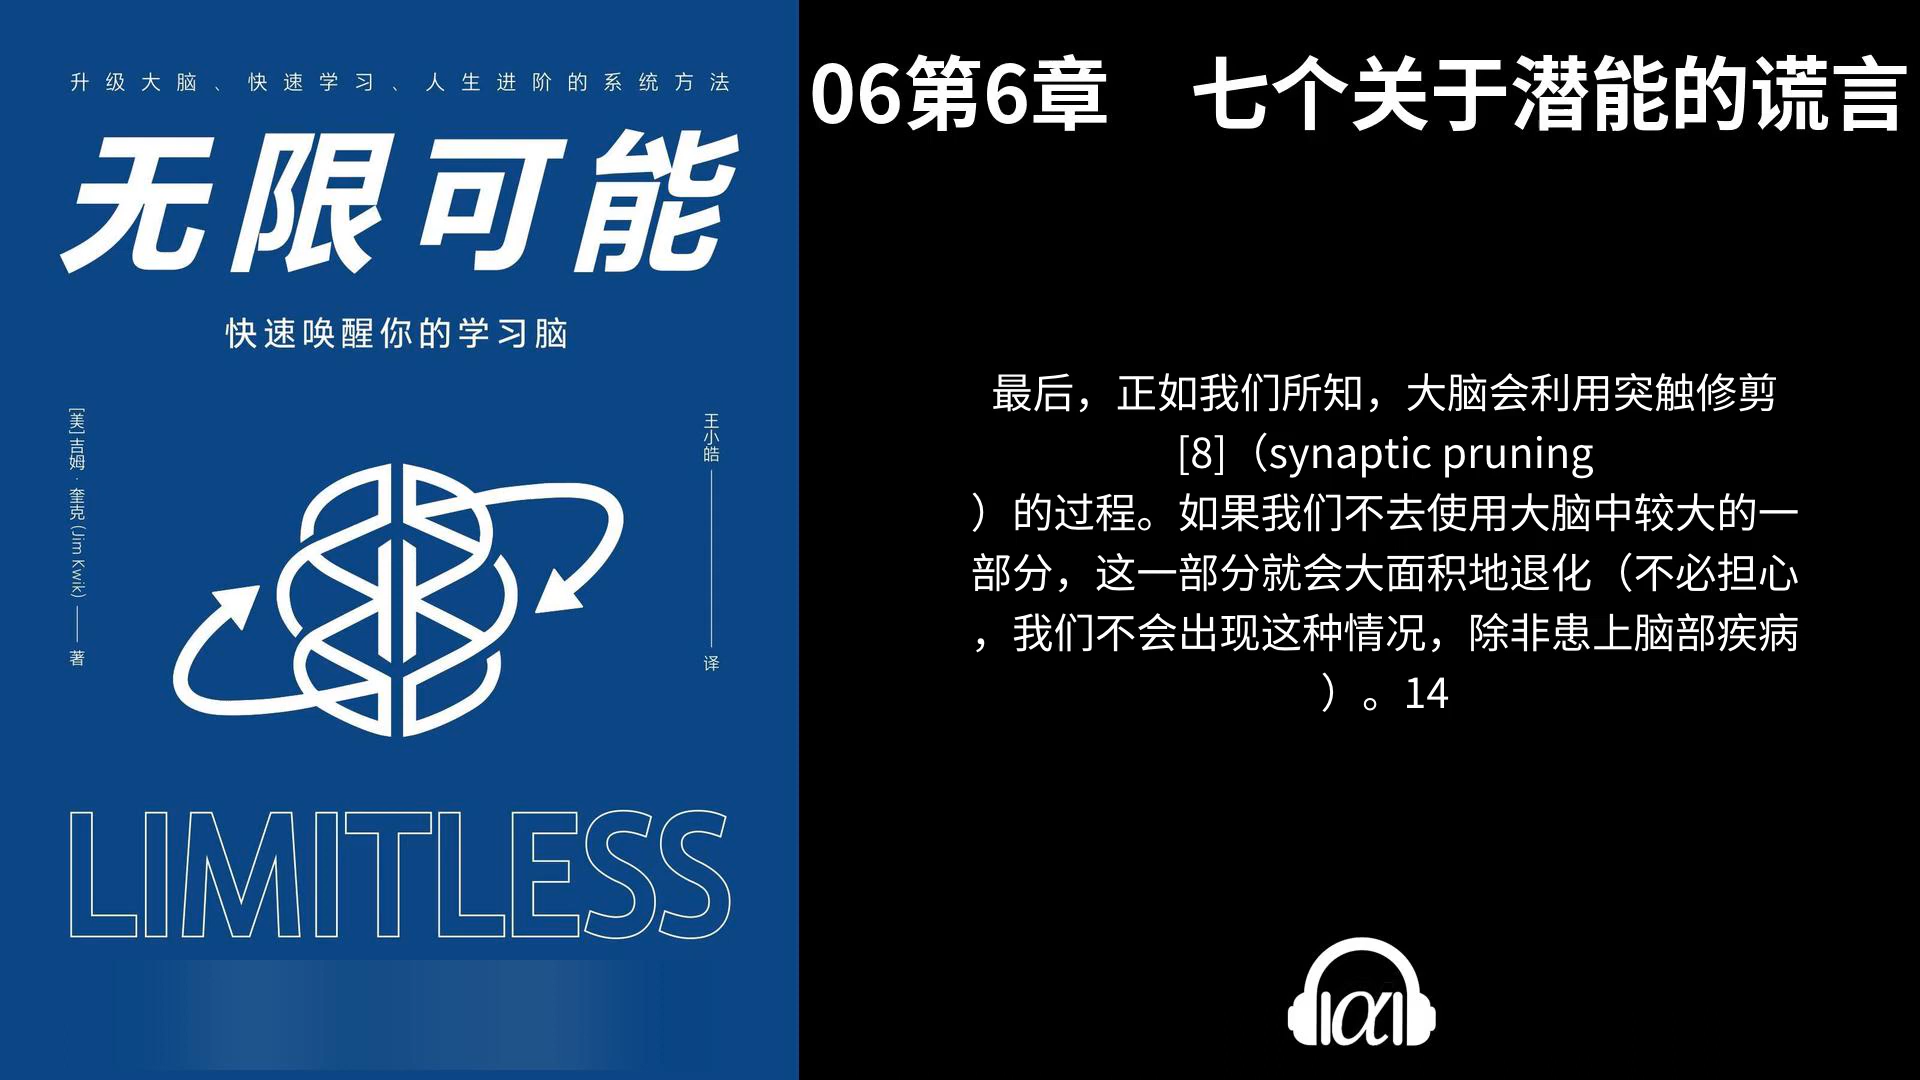 升级大脑、快速学习、人生进阶的系统方法
无限可能
快速唤醒你的学习脑
[美]吉姆·奎克(Jim Kwik)——著
王小皓——译
LIMITLESS
06第6章　七个关于潜能的谎言
最后，正如我们所知，大脑会利用突触修剪
[8]（synaptic pruning
）的过程。如果我们不去使用大脑中较大的一
部分，这一部分就会大面积地退化（不必担心
，我们不会出现这种情况，除非患上脑部疾病
）。14
α